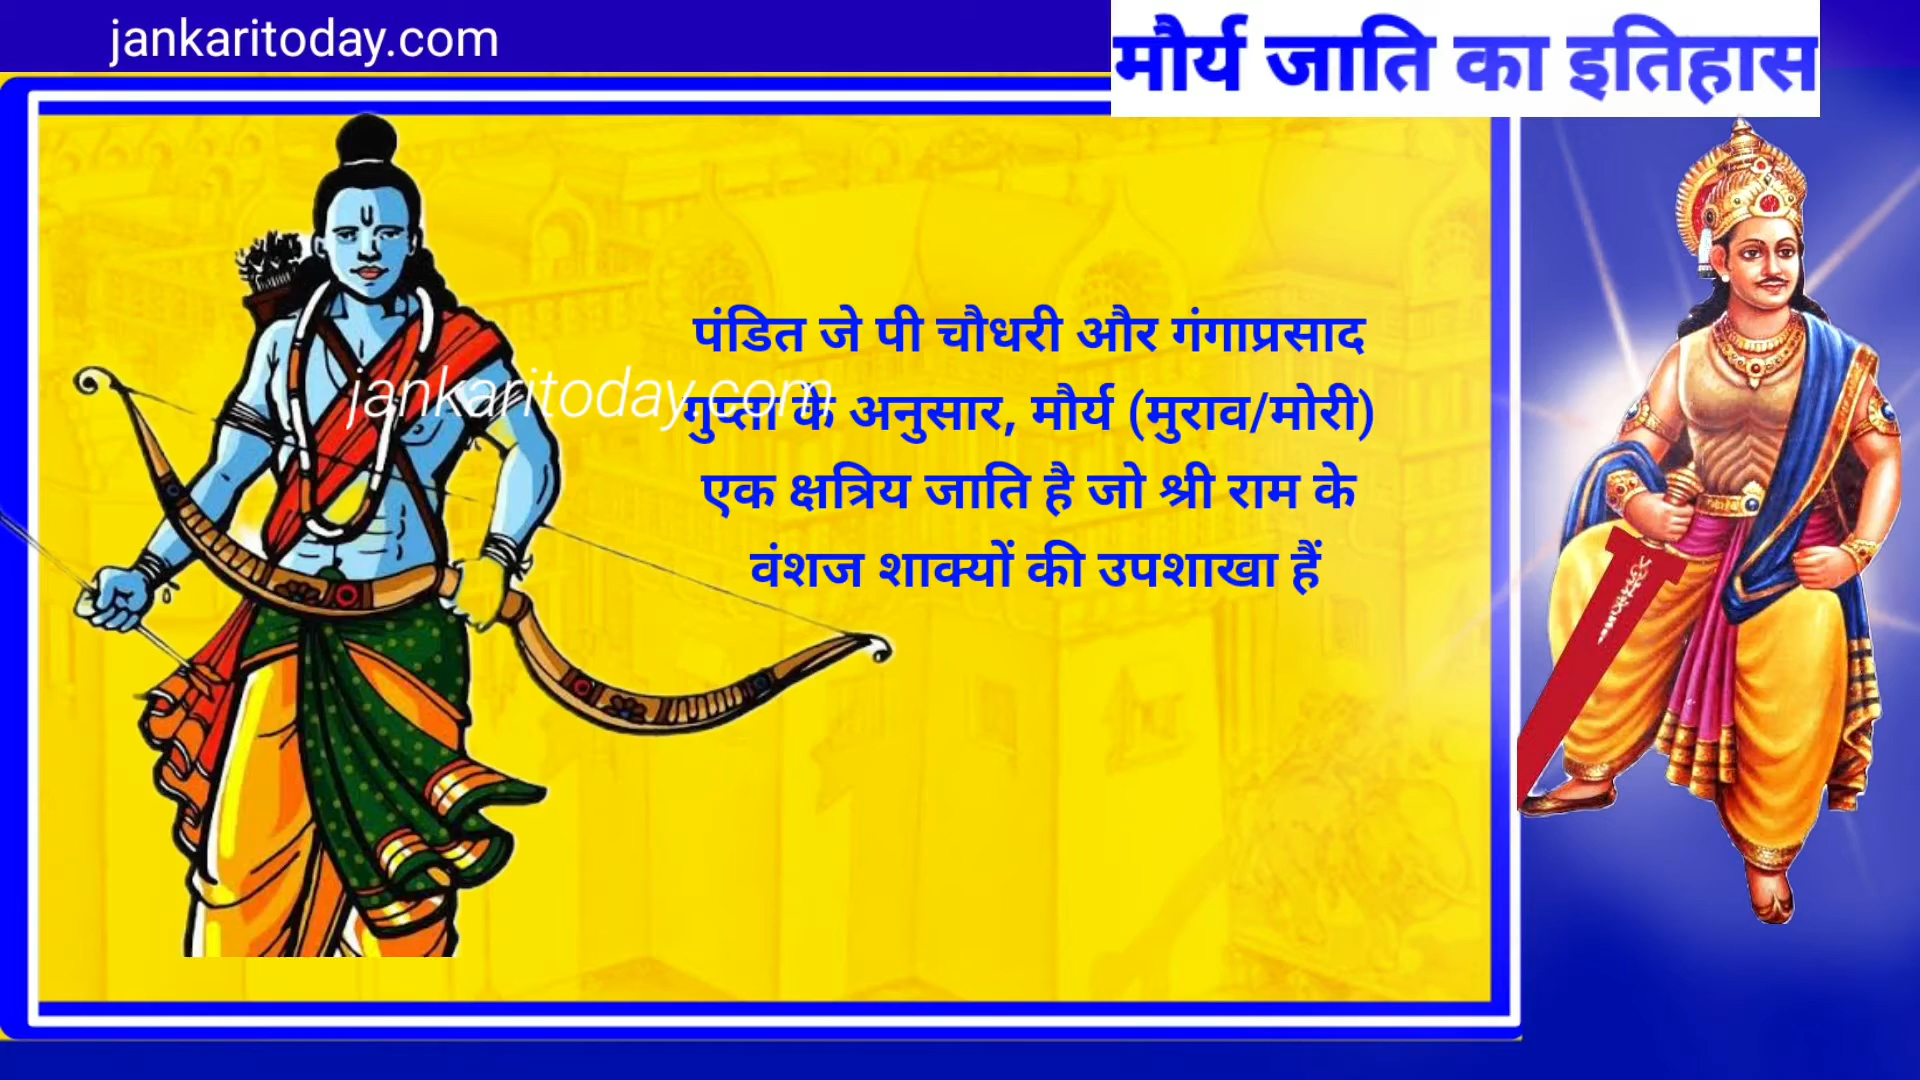 jankaritoday.com
मौर्य जाति का इतिहास
पंडित जे पी चौधरी और गंगाप्रसाद
गुप्ता के अनुसार, मौर्य (मुराव/मोरी)
एक क्षत्रिय जाति है जो श्री राम के
वंशज शाक्यों की उपशाखा हैं
jankaritoday.com